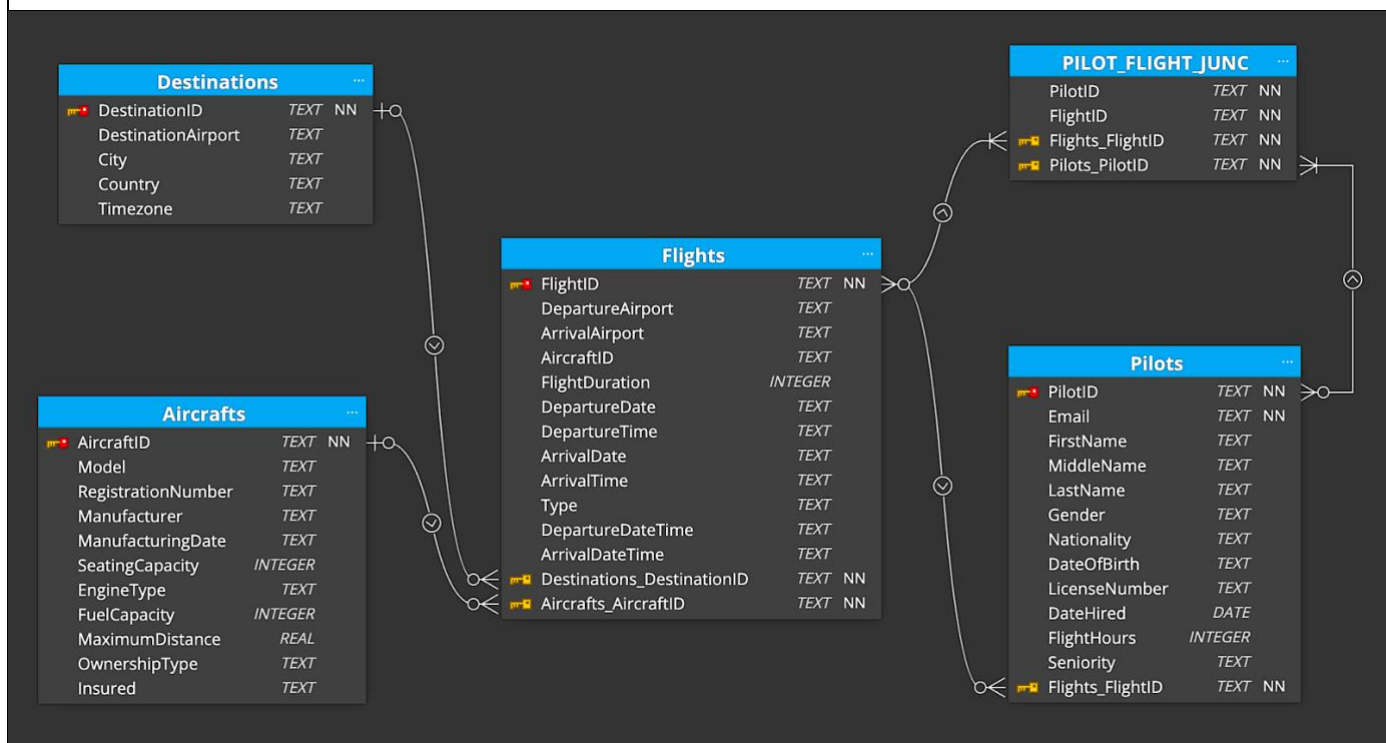 Destinations ...
DestinationID TEXT NN
DestinationAirport TEXT
City TEXT
Country TEXT
Timezone TEXT
Aircrafts ...
AircraftID TEXT NN
Model TEXT
RegistrationNumber TEXT
Manufacturer TEXT
ManufacturingDate TEXT
SeatingCapacity INTEGER
EngineType TEXT
FuelCapacity INTEGER
MaximumDistance REAL
OwnershipType TEXT
Insured TEXT
Flights ...
FlightID TEXT NN
DepartureAirport TEXT
ArrivalAirport TEXT
AircraftID TEXT
FlightDuration INTEGER
DepartureDate TEXT
DepartureTime TEXT
ArrivalDate TEXT
ArrivalTime TEXT
Type TEXT
DepartureDateTime TEXT
ArrivalDateTime TEXT
Destinations_DestinationID TEXT NN
Aircrafts_AircraftID TEXT NN
PILOT_FLIGHT_JUNC ...
PilotID TEXT NN
FlightID TEXT NN
Flights_FlightID TEXT NN
Pilots_PilotID TEXT NN
Pilots ...
PilotID TEXT NN
Email TEXT NN
FirstName TEXT
MiddleName TEXT
LastName TEXT
Gender TEXT
Nationality TEXT
DateOfBirth TEXT
LicenseNumber TEXT
DateHired DATE
FlightHours INTEGER
Seniority TEXT
Flights_FlightID TEXT NN